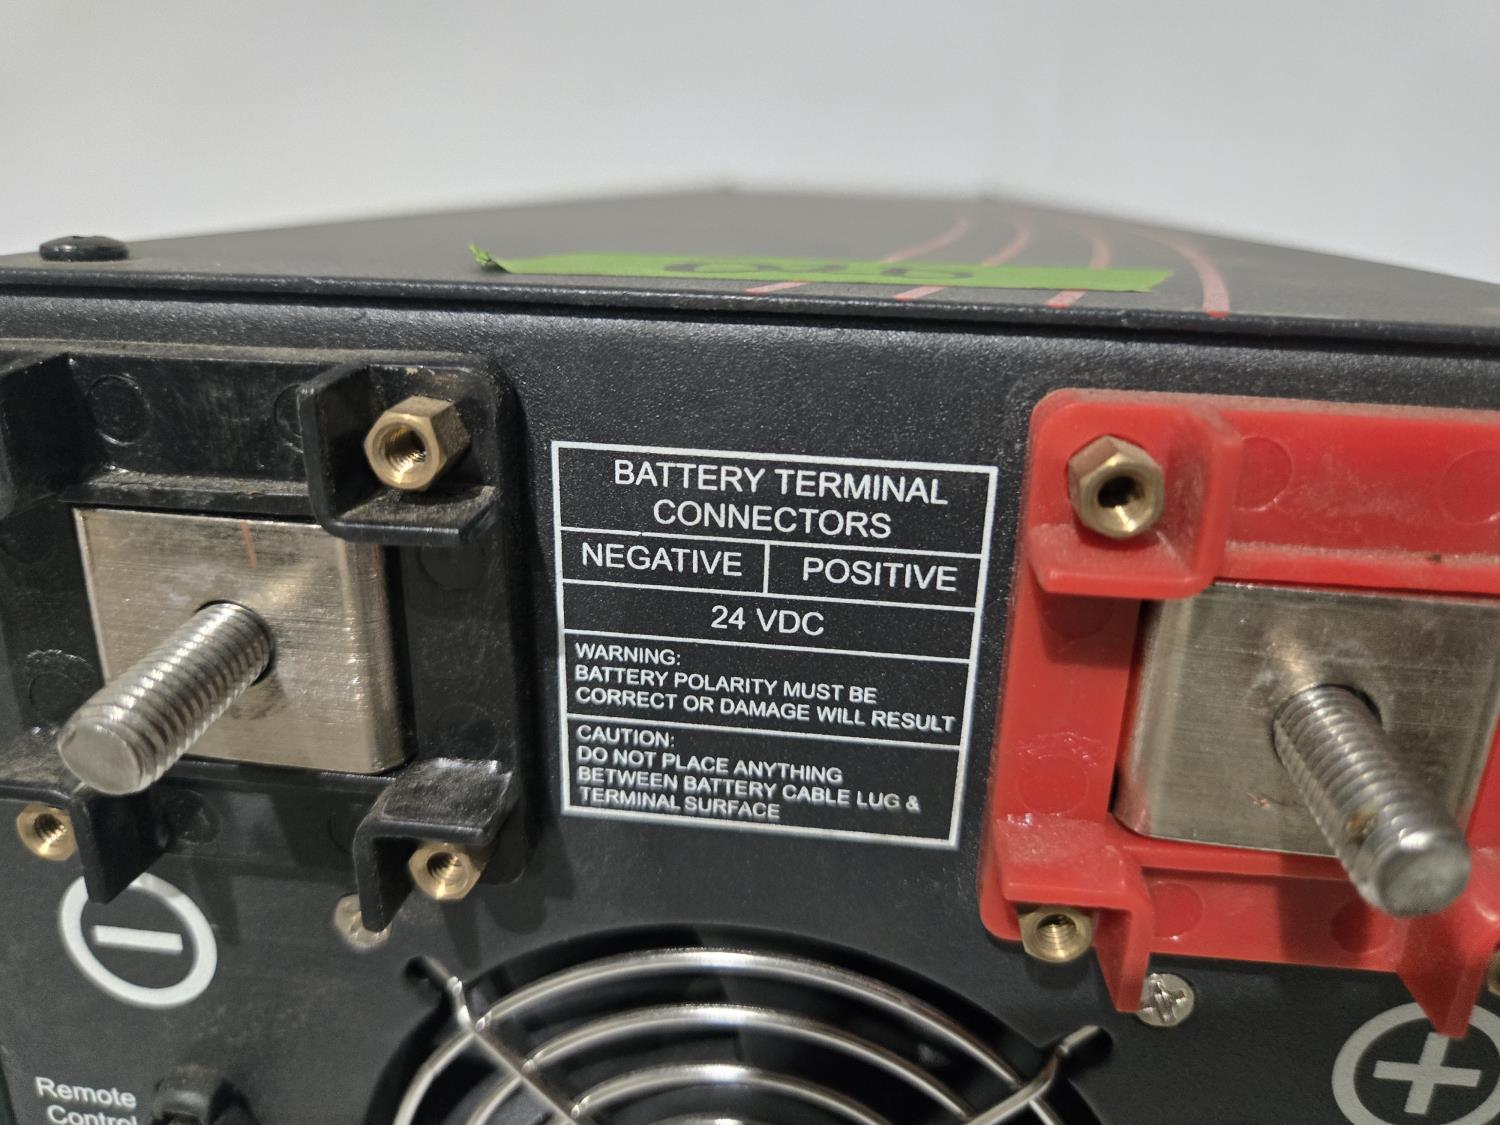 BATTERY TERMINAL
CONNECTORS
NEGATIVE POSITIVE
24 VDC
WARNING:
BATTERY POLARITY MUST BE
CORRECT OR DAMAGE WILL RESULT
CAUTION:
DO NOT PLACE ANYTHING
BETWEEN BATTERY CABLE LUG &
TERMINAL SURFACE
Remote
Control